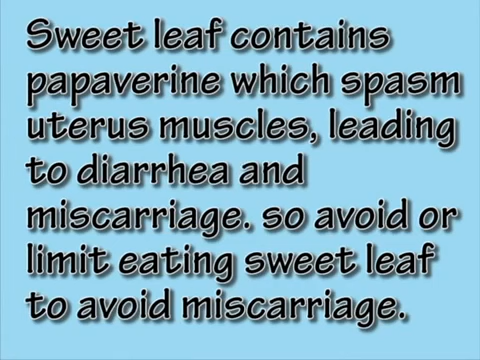 Sweet leaf contains
papaverine which spasm
uterus muscles, leading
to diarrhea and
miscarriage. so avoid or
limit eating sweet leaf
to avoid miscarriage.